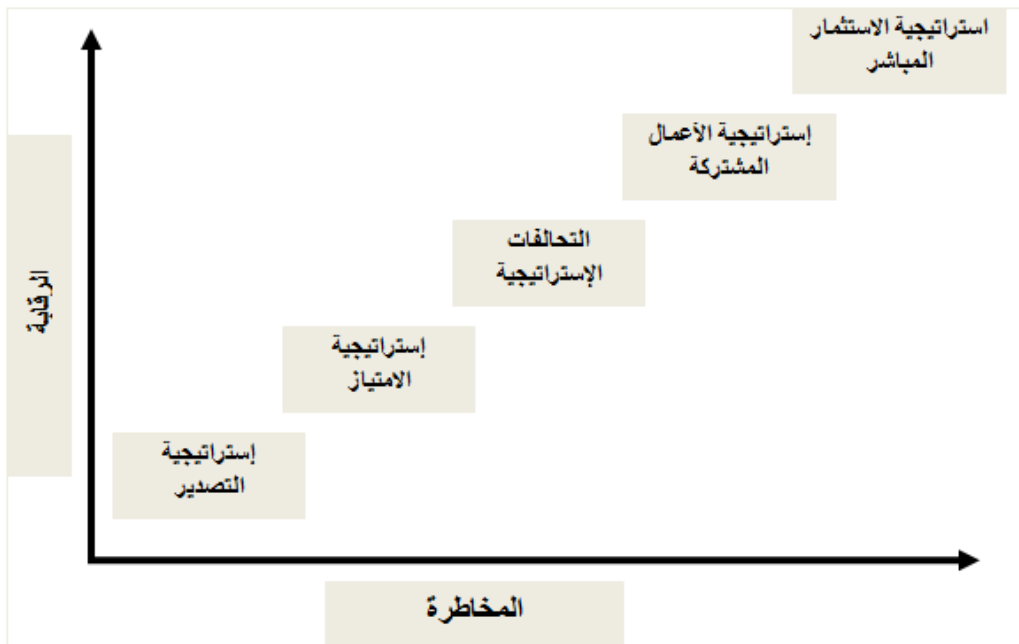 استراتيجية الاستثمار
المباشر
إستراتيجية الأعمال
المشتركة
التحالفات
الإستراتيجية
الرقابة
إستراتيجية
الامتياز
إستراتيجية
التصدير
المخاطرة